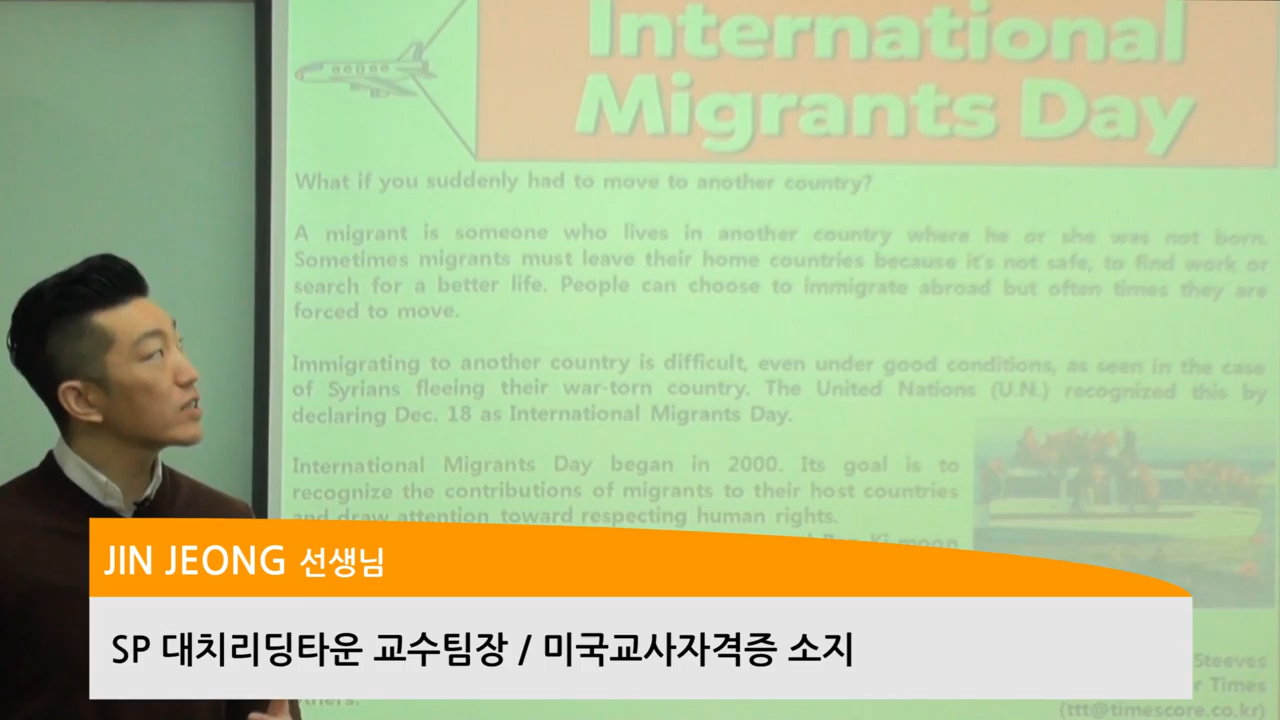 International
Migrants Day
What if you suddenly had to move to another country?
A migrant is someone who lives in another country where he or she was not born.
Sometimes migrants must leave their home countries because it's not safe, to find work or
search for a better life. People can choose to immigrate abroad but often times they are
forced to move.
Immigrating to another country is difficult, even under good conditions, as seen in the case
of Syrians fleeing their war-torn country. The United Nations (U.N.) recognized this by
declaring Dec. 18 as International Migrants Day.
International Migrants Day began in 2000. Its goal is to
recognize the contributions of migrants to their host countries
and draw attention toward respecting human rights.
Ban Ki-moon
JIN JEONG 선생님
SP 대치리딩타운 교수팀장 / 미국교사자격증 소지
Steeves
Times
others.
(ttt@timescore.co.kr)